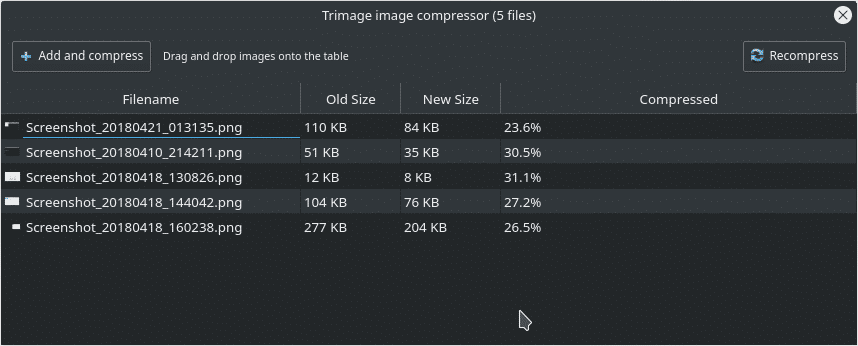 Trimage image compressor (5 files)
Add and compress Drag and drop images onto the table Recompress
Filename Old Size New Size Compressed
Screenshot_20180421_013135.png 110 KB 84 KB 23.6%
Screenshot_20180410_214211.png 51 KB 35 KB 30.5%
Screenshot_20180418_130826.png 12 KB 8 KB 31.1%
Screenshot_20180418_144042.png 104 KB 76 KB 27.2%
Screenshot_20180418_160238.png 277 KB 204 KB 26.5%